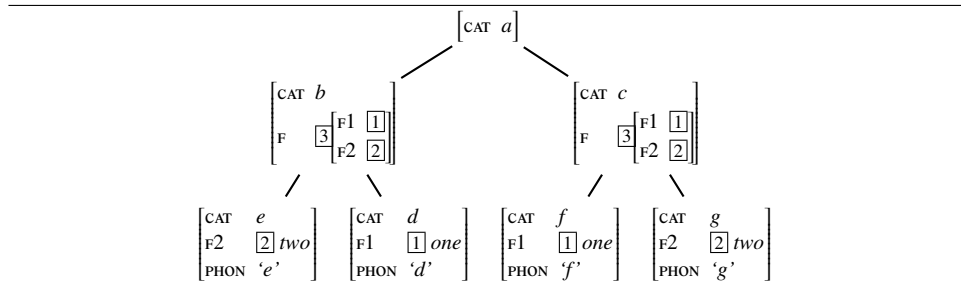 CAT a
CAT b
F 3 F1 1
F2 2
CAT c
F 3 F1 1
F2 2
CAT e
F2 2 two
PHON ‘e’
CAT d
F1 1 one
PHON ‘d’
CAT f
F1 1 one
PHON ‘f’
CAT g
F2 2 two
PHON ‘g’